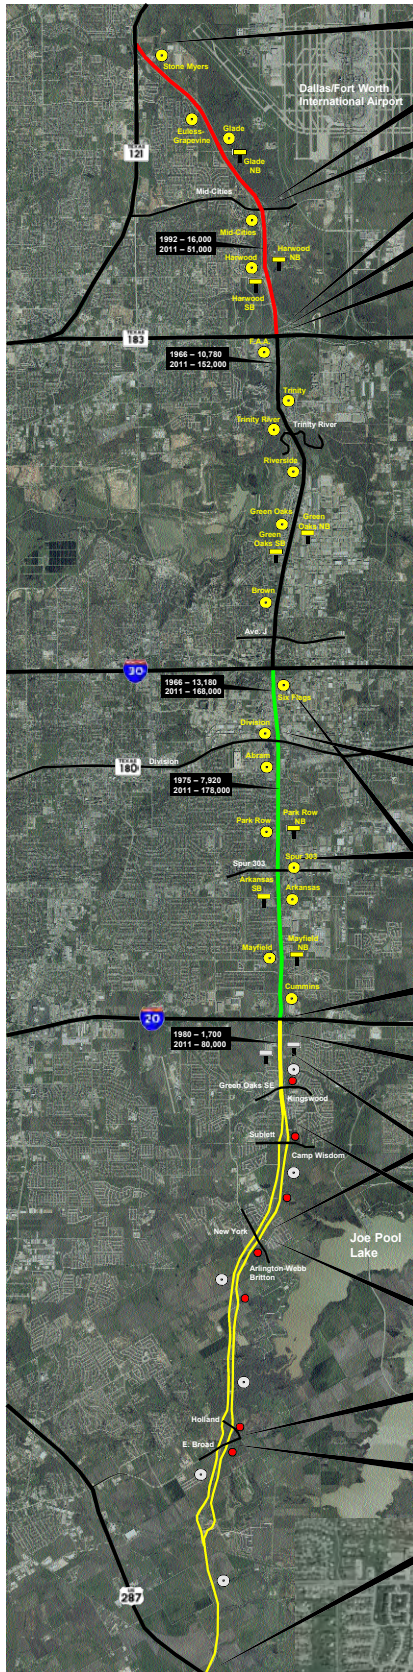 Stone Myers
Dallas/Fort Worth
International Airport
Euless-
Grapevine
Glade
TEXAS
121
Glade
NB
Mid-Cities
Mid-Cities
1992 – 16,000
2011 – 51,000
Harwood
NB
Harwood
Harwood
SB
TEXAS
183
F.A.A.
1966 – 10,780
2011 – 152,000
Trinity
Trinity River
Trinity River
Riverside
Green Oaks
Green
Oaks NB
Green
Oaks SB
Brown
Ave. J
30
1966 – 13,180
2011 – 168,000
Six Flags
Division
TEXAS
180
Division
Abram
1975 – 7,920
2011 – 178,000
Park Row
NB
Park Row
Spur 303
Spur 303
Arkansas
SB
Arkansas
Mayfield
NB
Mayfield
Cummins
20
1980 – 1,700
2011 – 80,000
Green Oaks SE
Kingswood
Sublett
Camp Wisdom
New York
Joe Pool
Lake
Arlington-Webb
Britton
Holland
E. Broad
US
287